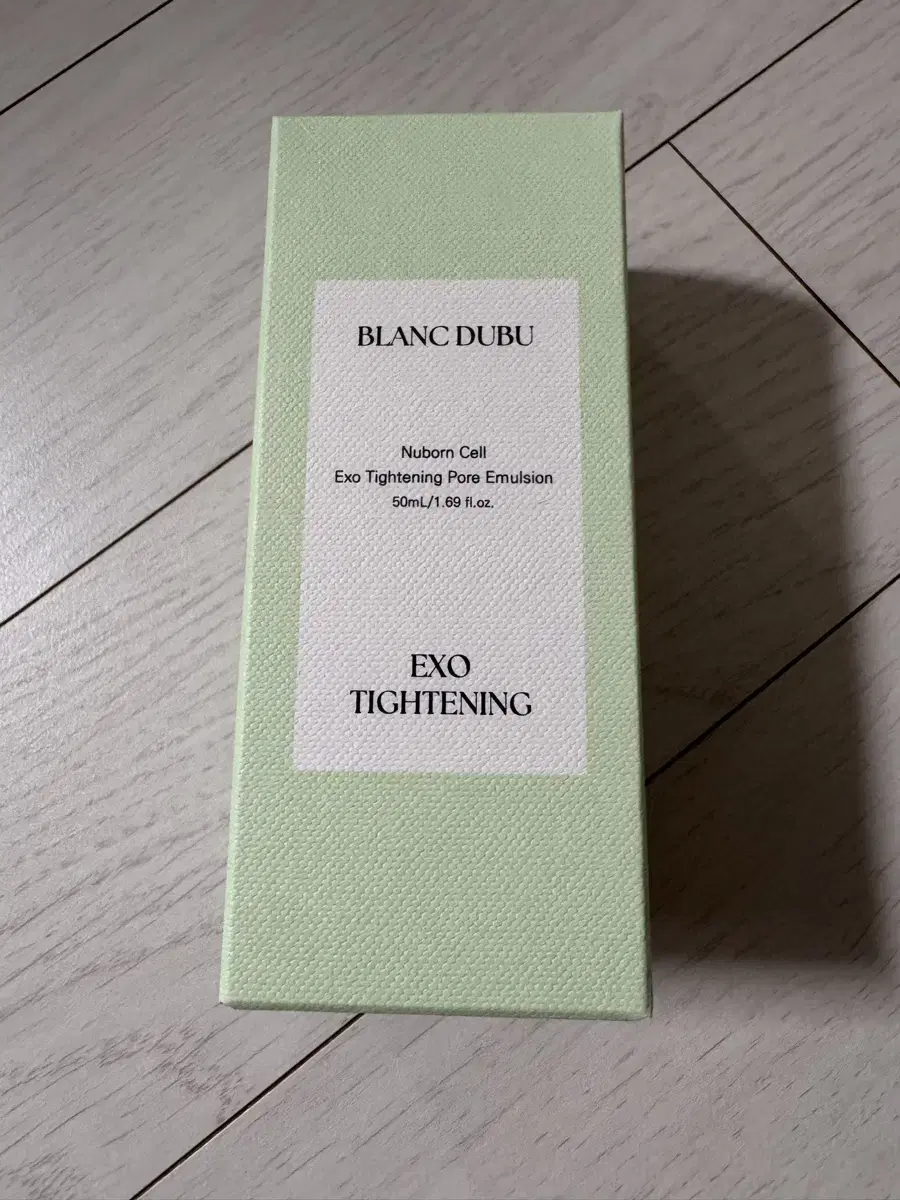 BLANC DUBU
Nuborn Cell
Exo Tightening Pore Emulsion
50mL/1.69 fl.oz.
EXO
TIGHTENING